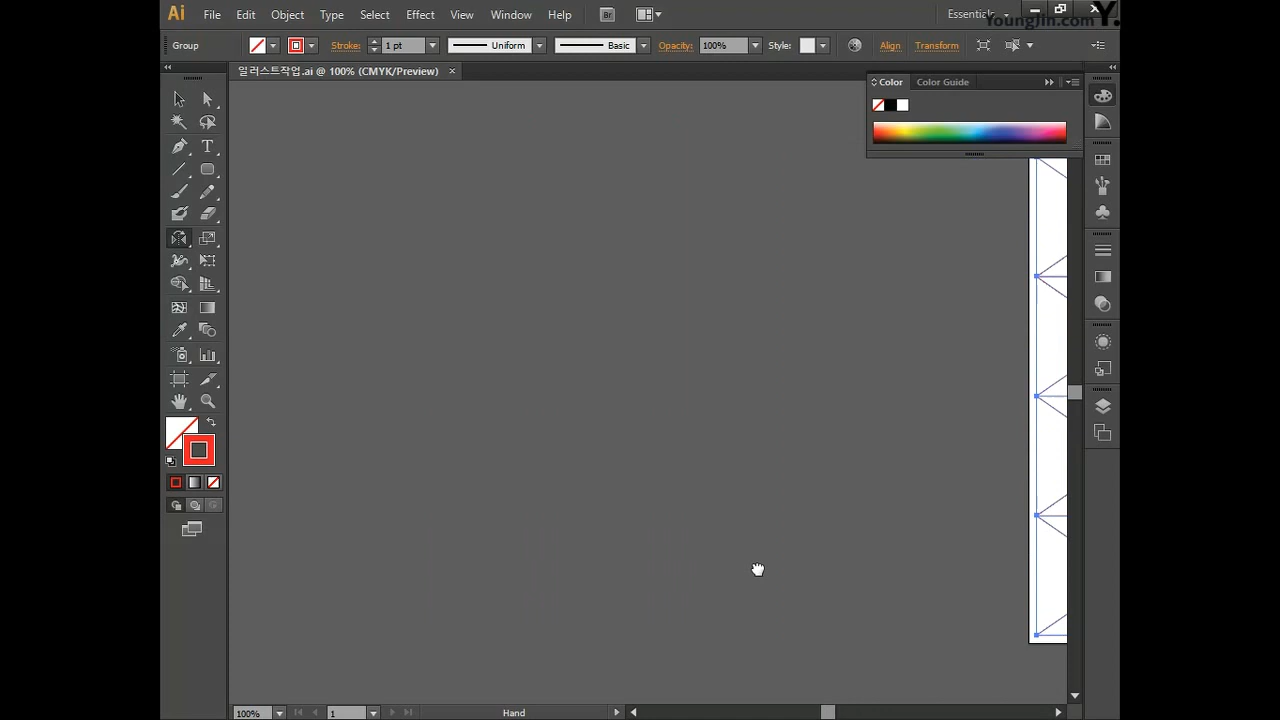 Ai File Edit Object Type Select Effect View Window Help Br Essentials
YoungJin.com Y.
Group Stroke: 1 pt Uniform Basic Opacity: 100% Style: Align Transform
일러스트작업.ai @ 100% (CMYK/Preview)
Color Color Guide
T
100% 1 Hand